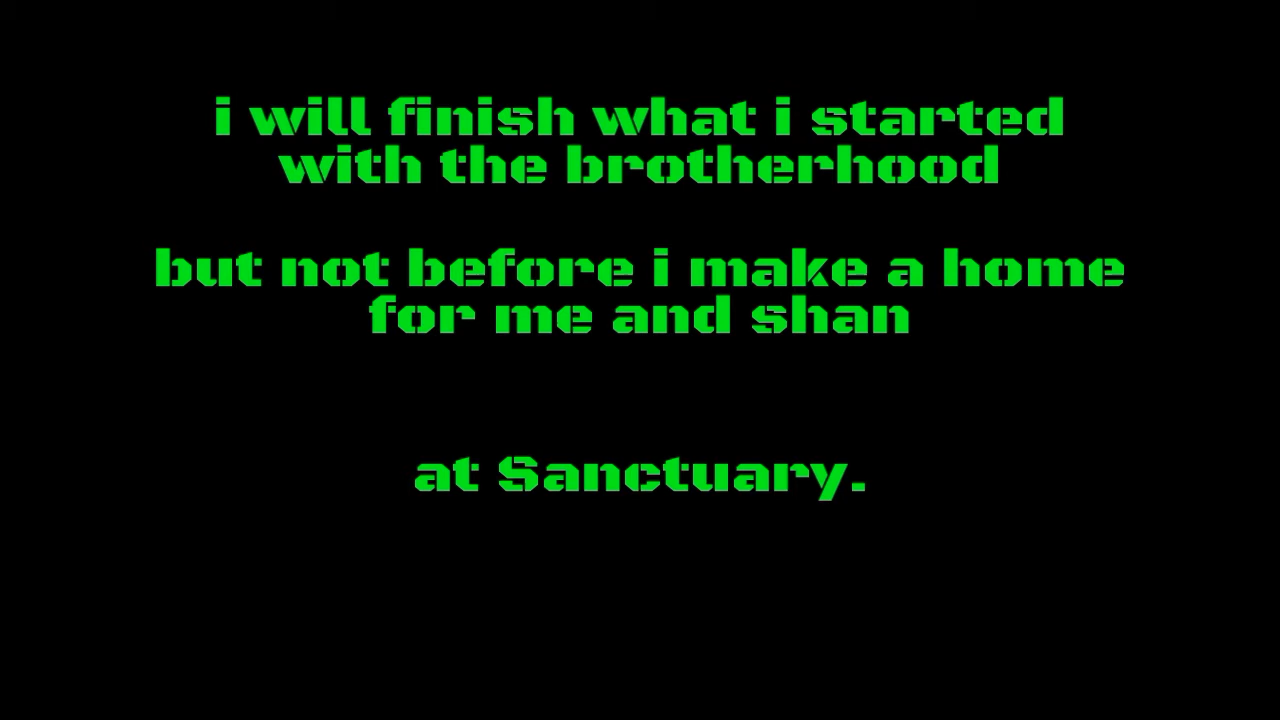 i will finish what i started
with the brotherhood
but not before i make a home
for me and shan
at Sanctuary.